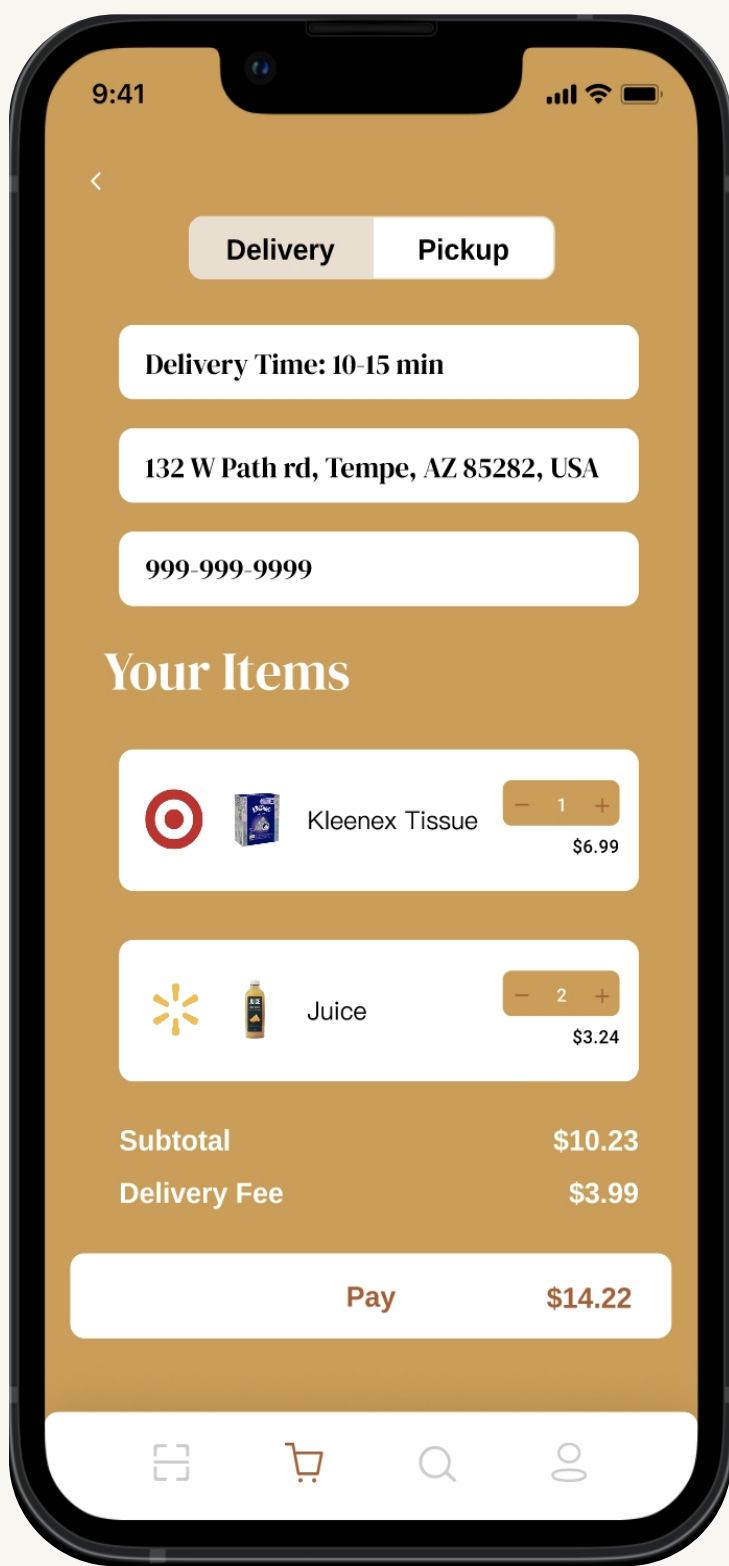 9:41
Delivery Pickup
Delivery Time: 10-15 min
132 W Path rd, Tempe, AZ 85282, USA
999-999-9999
Your Items
Kleenex Tissue
− 1 +
$6.99
Juice
− 2 +
$3.24
Subtotal $10.23
Delivery Fee $3.99
Pay $14.22